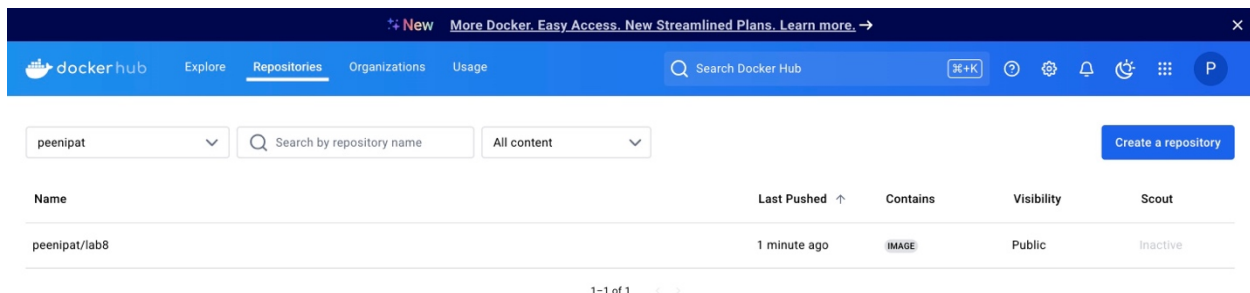 New More Docker. Easy Access. New Streamlined Plans. Learn more. →
dockerhub Explore Repositories Organizations Usage Search Docker Hub ⌘+K P
peenipat Search by repository name All content Create a repository
Name Last Pushed ↑ Contains Visibility Scout
peenipat/lab8 1 minute ago IMAGE Public Inactive
1–1 of 1